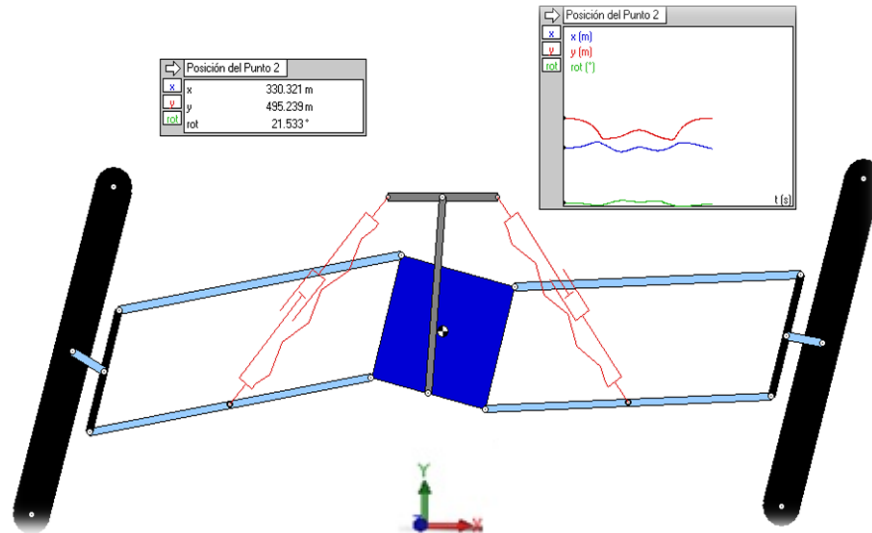 Posición del Punto 2
x 330.321 m
y 495.239 m
rot 21.533 °
Posición del Punto 2
x x (m)
y y (m)
rot rot (°)
t (s)
Y
X